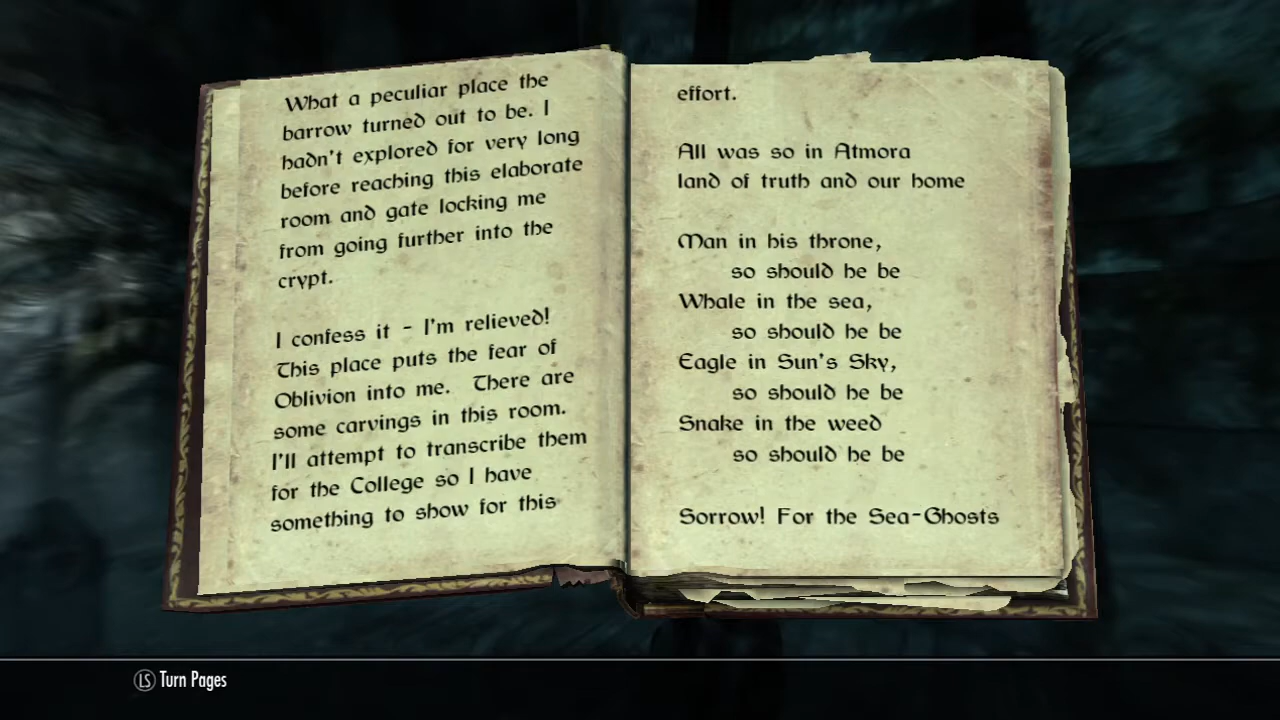 What a peculiar place the
barrow turned out to be. I
hadn't explored for very long
before reaching this elaborate
room and gate locking me
from going further into the
crypt.
I confess it - I'm relieved!
This place puts the fear of
Oblivion into me. There are
some carvings in this room.
I'll attempt to transcribe them
for the College so I have
something to show for this
effort.
All was so in Atmora
land of truth and our home
Man in his throne,
so should he be
Whale in the sea,
so should he be
Eagle in Sun's Sky,
so should he be
Snake in the weed
so should he be
Sorrow! For the Sea-Ghosts
LS Turn Pages